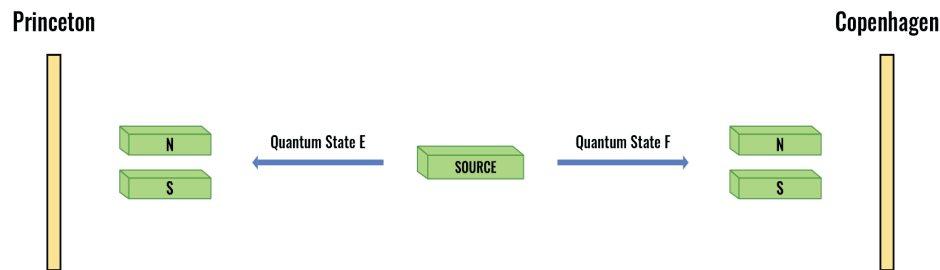 Princeton
Copenhagen
Quantum State E
Quantum State F
N
SOURCE
N
S
S